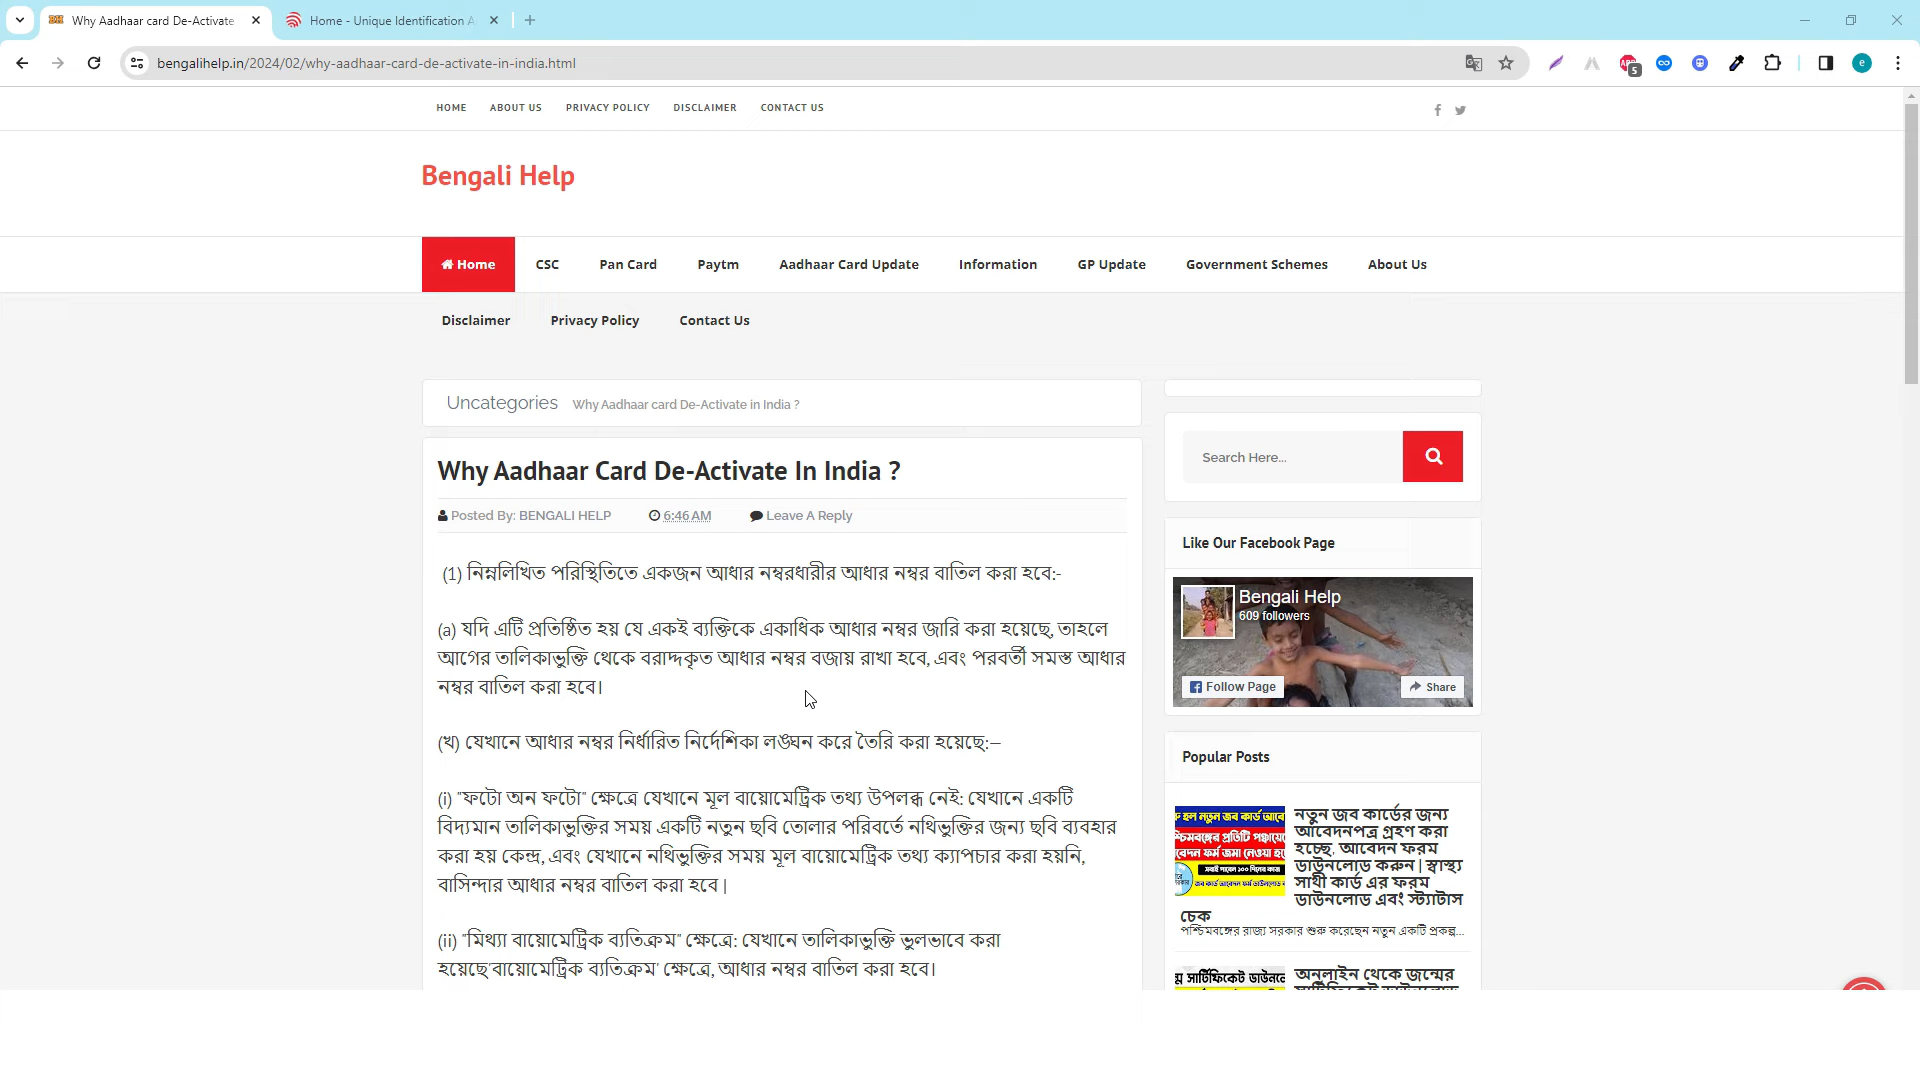 Why Aadhaar card De-Activate
Home - Unique Identification A
bengalihelp.in/2024/02/why-aadhaar-card-de-activate-in-india.html
5
e
HOME ABOUT US PRIVACY POLICY DISCLAIMER CONTACT US
Bengali Help
Home CSC Pan Card Paytm Aadhaar Card Update Information GP Update Government Schemes About Us
Disclaimer Privacy Policy Contact Us
Uncategories Why Aadhaar card De-Activate in India ?
Why Aadhaar Card De-Activate In India ?
Posted By: BENGALI HELP 6:46 AM Leave A Reply
(1) নিম্নলিখিত পরিস্থিতিতে একজন আধার নম্বরধারীর আধার নম্বর বাতিল করা হবে:-
(a) যদি এটি প্রতিষ্ঠিত হয় যে একই ব্যক্তিকে একাধিক আধার নম্বর জারি করা হয়েছে, তাহলে
আগের তালিকাভুক্তি থেকে বরাদ্দকৃত আধার নম্বর বজায় রাখা হবে, এবং পরবর্তী সমস্ত আধার
নম্বর বাতিল করা হবে।
(খ) যেখানে আধার নম্বর নির্ধারিত নির্দেশিকা লঙ্ঘন করে তৈরি করা হয়েছে:–
(i) "ফটো অন ফটো" ক্ষেত্রে যেখানে মূল বায়োমেট্রিক তথ্য উপলব্ধ নেই: যেখানে একটি
বিদ্যমান তালিকাভুক্তির সময় একটি নতুন ছবি তোলার পরিবর্তে নথিভুক্তির জন্য ছবি ব্যবহার
করা হয় কেন্দ্র, এবং যেখানে নথিভুক্তির সময় মূল বায়োমেট্রিক তথ্য ক্যাপচার করা হয়নি,
বাসিন্দার আধার নম্বর বাতিল করা হবে |
(ii) "মিথ্যা বায়োমেট্রিক ব্যতিক্রম" ক্ষেত্রে: যেখানে তালিকাভুক্তি ভুলভাবে করা
হয়েছে'বায়োমেট্রিক ব্যতিক্রম' ক্ষেত্রে, আধার নম্বর বাতিল করা হবে।
Search Here...
Like Our Facebook Page
Bengali Help
609 followers
Follow Page Share
Popular Posts
নতুন জব কার্ডের জন্য
আবেদনপত্র গ্রহণ করা
হচ্ছে, আবেদন ফরম
ডাউনলোড করুন | স্বাস্থ্য
সাথী কার্ড এর ফরম
ডাউনলোড এবং স্ট্যাটাস
চেক
পশ্চিমবঙ্গের রাজ্য সরকার শুরু করেছেন নতুন একটি প্রকল্প...
অনলাইন থেকে জন্মের